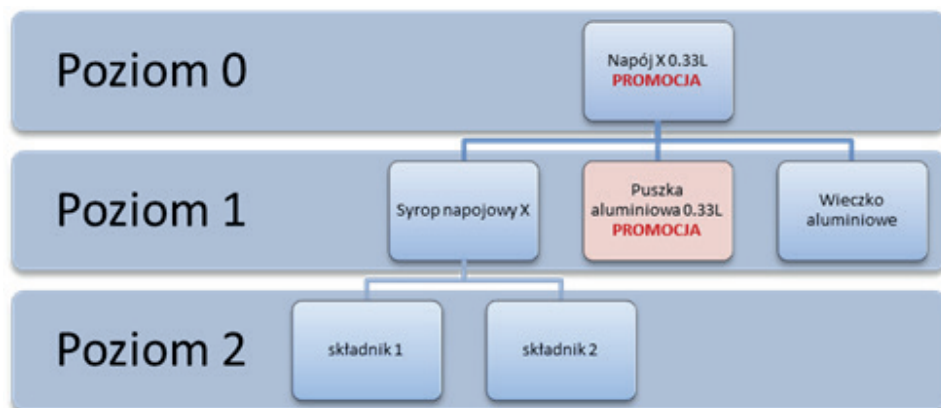 Poziom 0
Napój X 0.33L
PROMOCJA
Poziom 1
Syrop napojowy X
Puszka
aluminiowa 0.33L
PROMOCJA
Wieczko
aluminiowe
Poziom 2
składnik 1
składnik 2